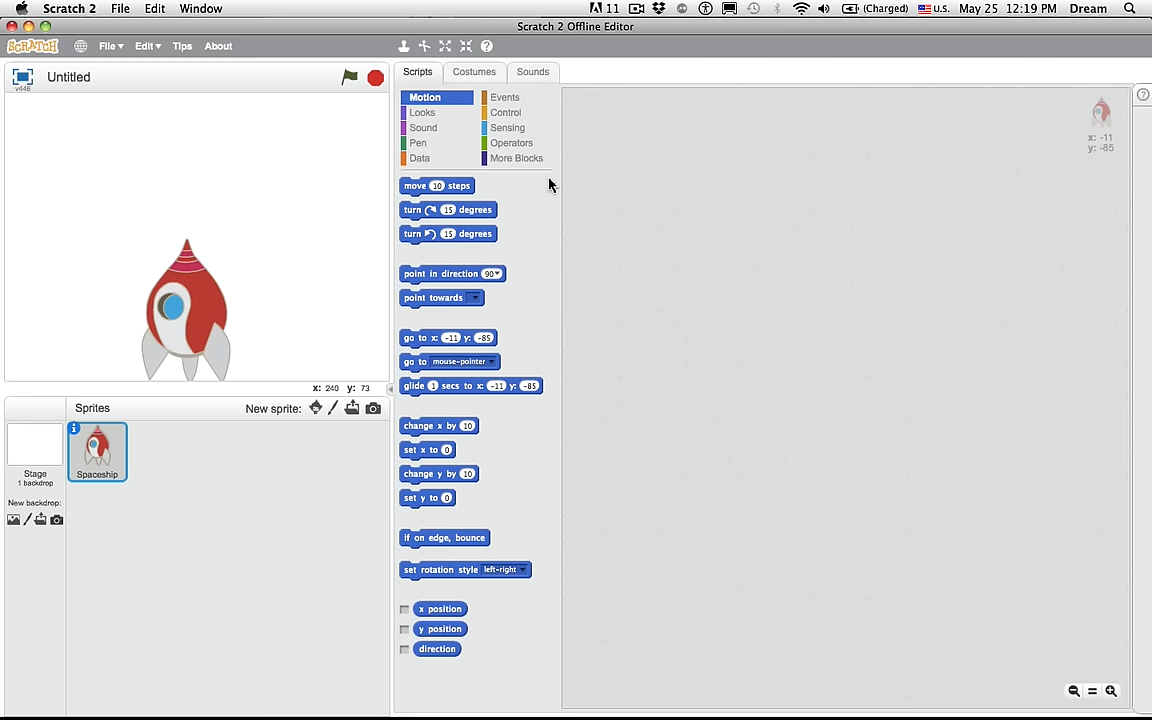 Scratch 2 File Edit Window 11 U.S. (Charged) May 25 12:19 PM Dream
Scratch 2 Offline Editor
SCRATCH File Edit Tips About
v446 Untitled
Scripts Costumes Sounds
Motion Events
Looks Control
Sound Sensing
Pen Operators
Data More Blocks
x: -11
y: -85
move 10 steps
turn 15 degrees
turn 15 degrees
point in direction 90
point towards
go to x: -11 y: -85
go to mouse-pointer
glide 1 secs to x: -11 y: -85
change x by 10
set x to 0
change y by 10
set y to 0
if on edge, bounce
set rotation style left-right
x position
y position
direction
x: 240 y: 73
Sprites New sprite:
Spaceship
Stage
1 backdrop
New backdrop: